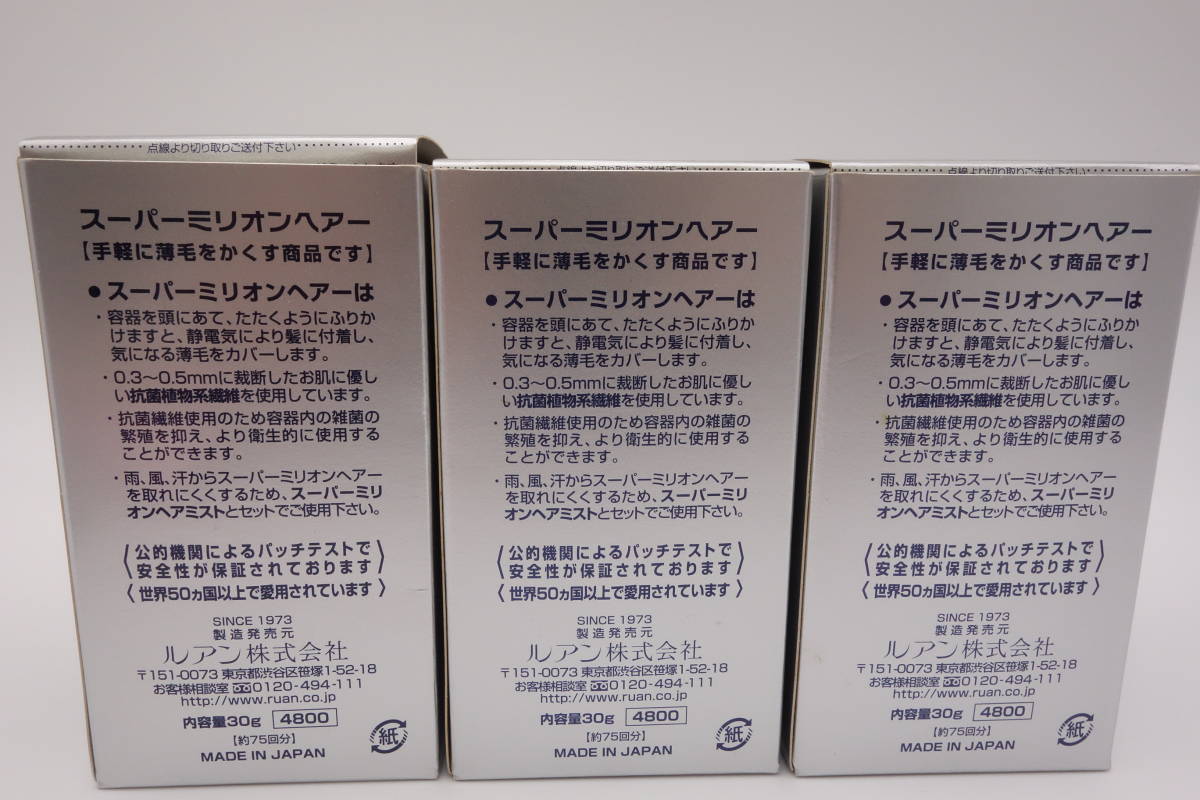 点線より切り取りご送付下さい
スーパーミリオンヘアー
【手軽に薄毛をかくす商品です】
●スーパーミリオンヘアーは
・容器を頭にあて、たたくようにふりか
けますと、静電気により髪に付着し、
気になる薄毛をカバーします。
・0.3〜0.5mmに裁断したお肌に優し
い抗菌植物系繊維を使用しています。
・抗菌繊維使用のため容器内の雑菌の
繁殖を抑え、より衛生的に使用する
ことができます。
・雨、風、汗からスーパーミリオンヘアー
を取れにくくするため、スーパーミリ
オンヘアミストとセットでご使用下さい。
〈公的機関によるパッチテストで
安全性が保証されております〉
〈世界50ヵ国以上で愛用されています〉
SINCE 1973
製造発売元
ルアン株式会社
〒151-0073 東京都渋谷区笹塚1-52-18
お客様相談室 0120-494-111
http://www.ruan.co.jp
内容量30g 4800
【約75回分】
MADE IN JAPAN
紙
点線より切り取りご送付下さい
スーパーミリオンヘアー
【手軽に薄毛をかくす商品です】
●スーパーミリオンヘアーは
・容器を頭にあて、たたくようにふりか
けますと、静電気により髪に付着し、
気になる薄毛をカバーします。
・0.3〜0.5mmに裁断したお肌に優し
い抗菌植物系繊維を使用しています。
・抗菌繊維使用のため容器内の雑菌の
繁殖を抑え、より衛生的に使用する
ことができます。
・雨、風、汗からスーパーミリオンヘアー
を取れにくくするため、スーパーミリ
オンヘアミストとセットでご使用下さい。
〈公的機関によるパッチテストで
安全性が保証されております〉
〈世界50ヵ国以上で愛用されています〉
SINCE 1973
製造発売元
ルアン株式会社
〒151-0073 東京都渋谷区笹塚1-52-18
お客様相談室 0120-494-111
http://www.ruan.co.jp
内容量30g 4800
【約75回分】
MADE IN JAPAN
紙
点線より切り取りご送付下さい
スーパーミリオンヘアー
【手軽に薄毛をかくす商品です】
●スーパーミリオンヘアーは
・容器を頭にあて、たたくようにふりか
けますと、静電気により髪に付着し、
気になる薄毛をカバーします。
・0.3〜0.5mmに裁断したお肌に優し
い抗菌植物系繊維を使用しています。
・抗菌繊維使用のため容器内の雑菌の
繁殖を抑え、より衛生的に使用する
ことができます。
・雨、風、汗からスーパーミリオンヘアー
を取れにくくするため、スーパーミリ
オンヘアミストとセットでご使用下さい。
〈公的機関によるパッチテストで
安全性が保証されております〉
〈世界50ヵ国以上で愛用されています〉
SINCE 1973
製造発売元
ルアン株式会社
〒151-0073 東京都渋谷区笹塚1-52-18
お客様相談室 0120-494-111
http://www.ruan.co.jp
内容量30g 4800
【約75回分】
MADE IN JAPAN
紙